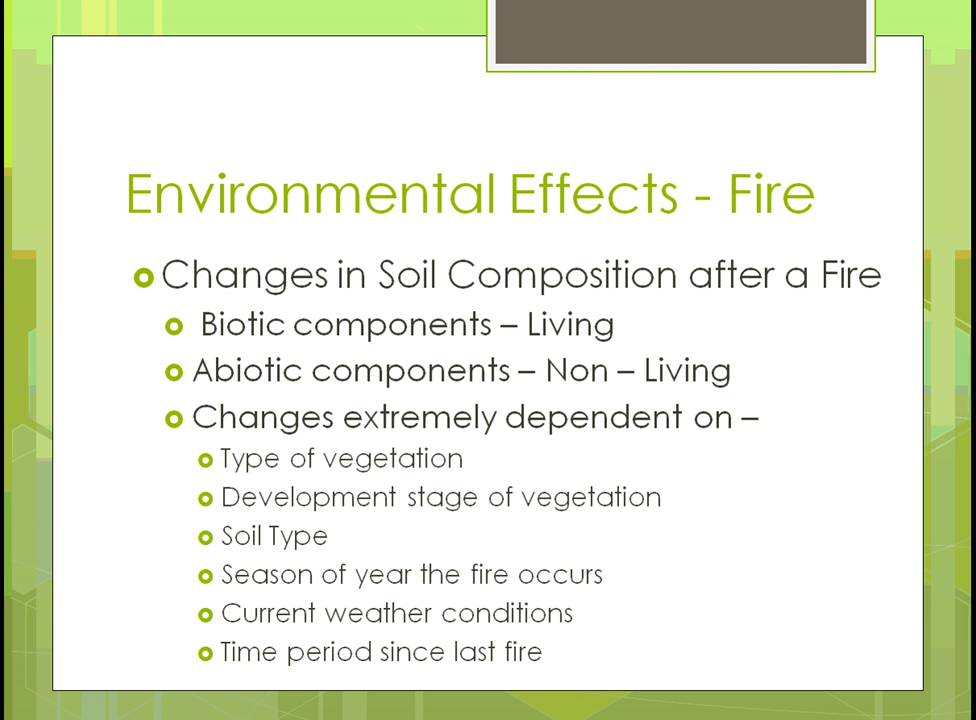 Environmental Effects - Fire
Changes in Soil Composition after a Fire
Biotic components – Living
Abiotic components – Non – Living
Changes extremely dependent on –
Type of vegetation
Development stage of vegetation
Soil Type
Season of year the fire occurs
Current weather conditions
Time period since last fire